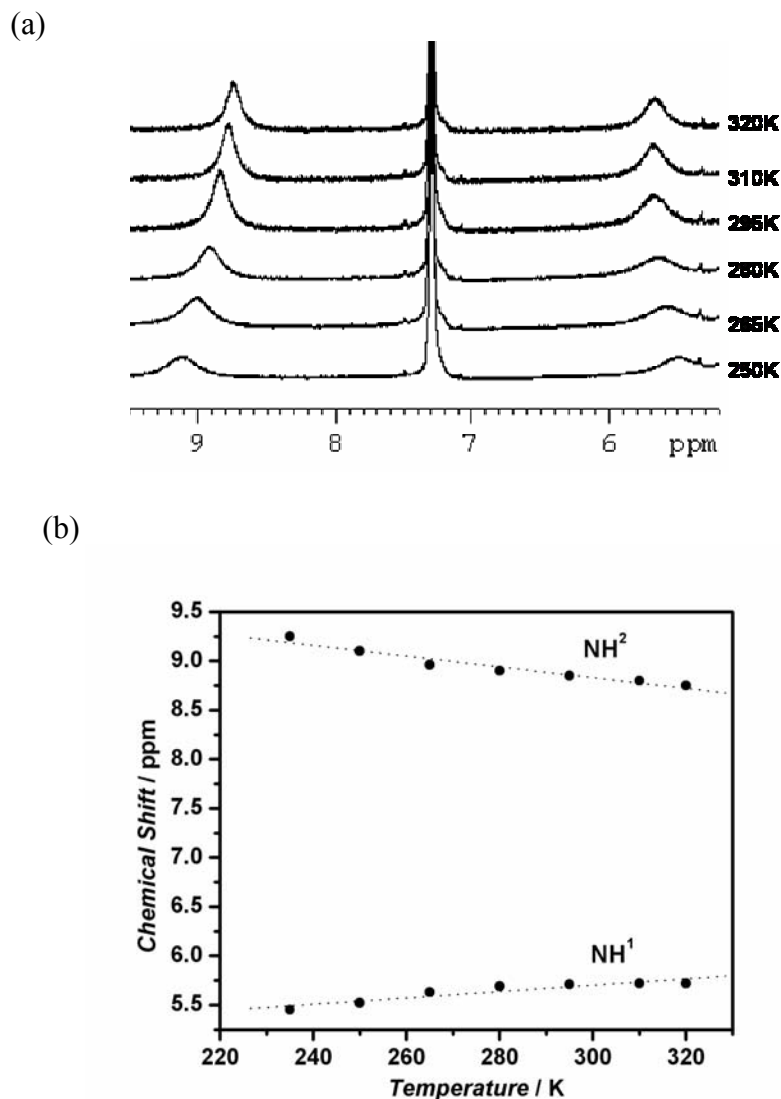 (a)
320K
310K
295K
280K
265K
250K
9 8 7 6 ppm
(b)
9.5
9.0
8.5
8.0
7.5
7.0
6.5
6.0
5.5
Chemical Shift / ppm
NH²
NH¹
220 240 260 280 300 320
Temperature / K